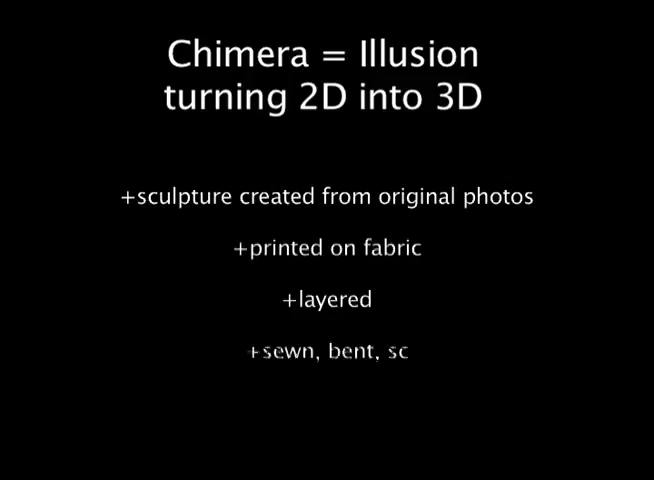 Chimera = Illusion
turning 2D into 3D
+sculpture created from original photos
+printed on fabric
+layered
+sewn, bent, sc